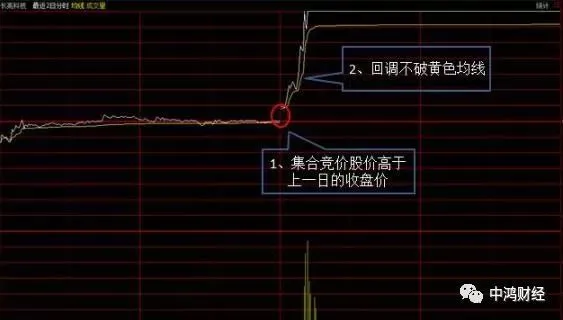 长高科技 最近2日分时 均线 成交量
统计
2、回调不破黄色均线
1、集合竞价股价高于
上一日的收盘价
中鸿财经